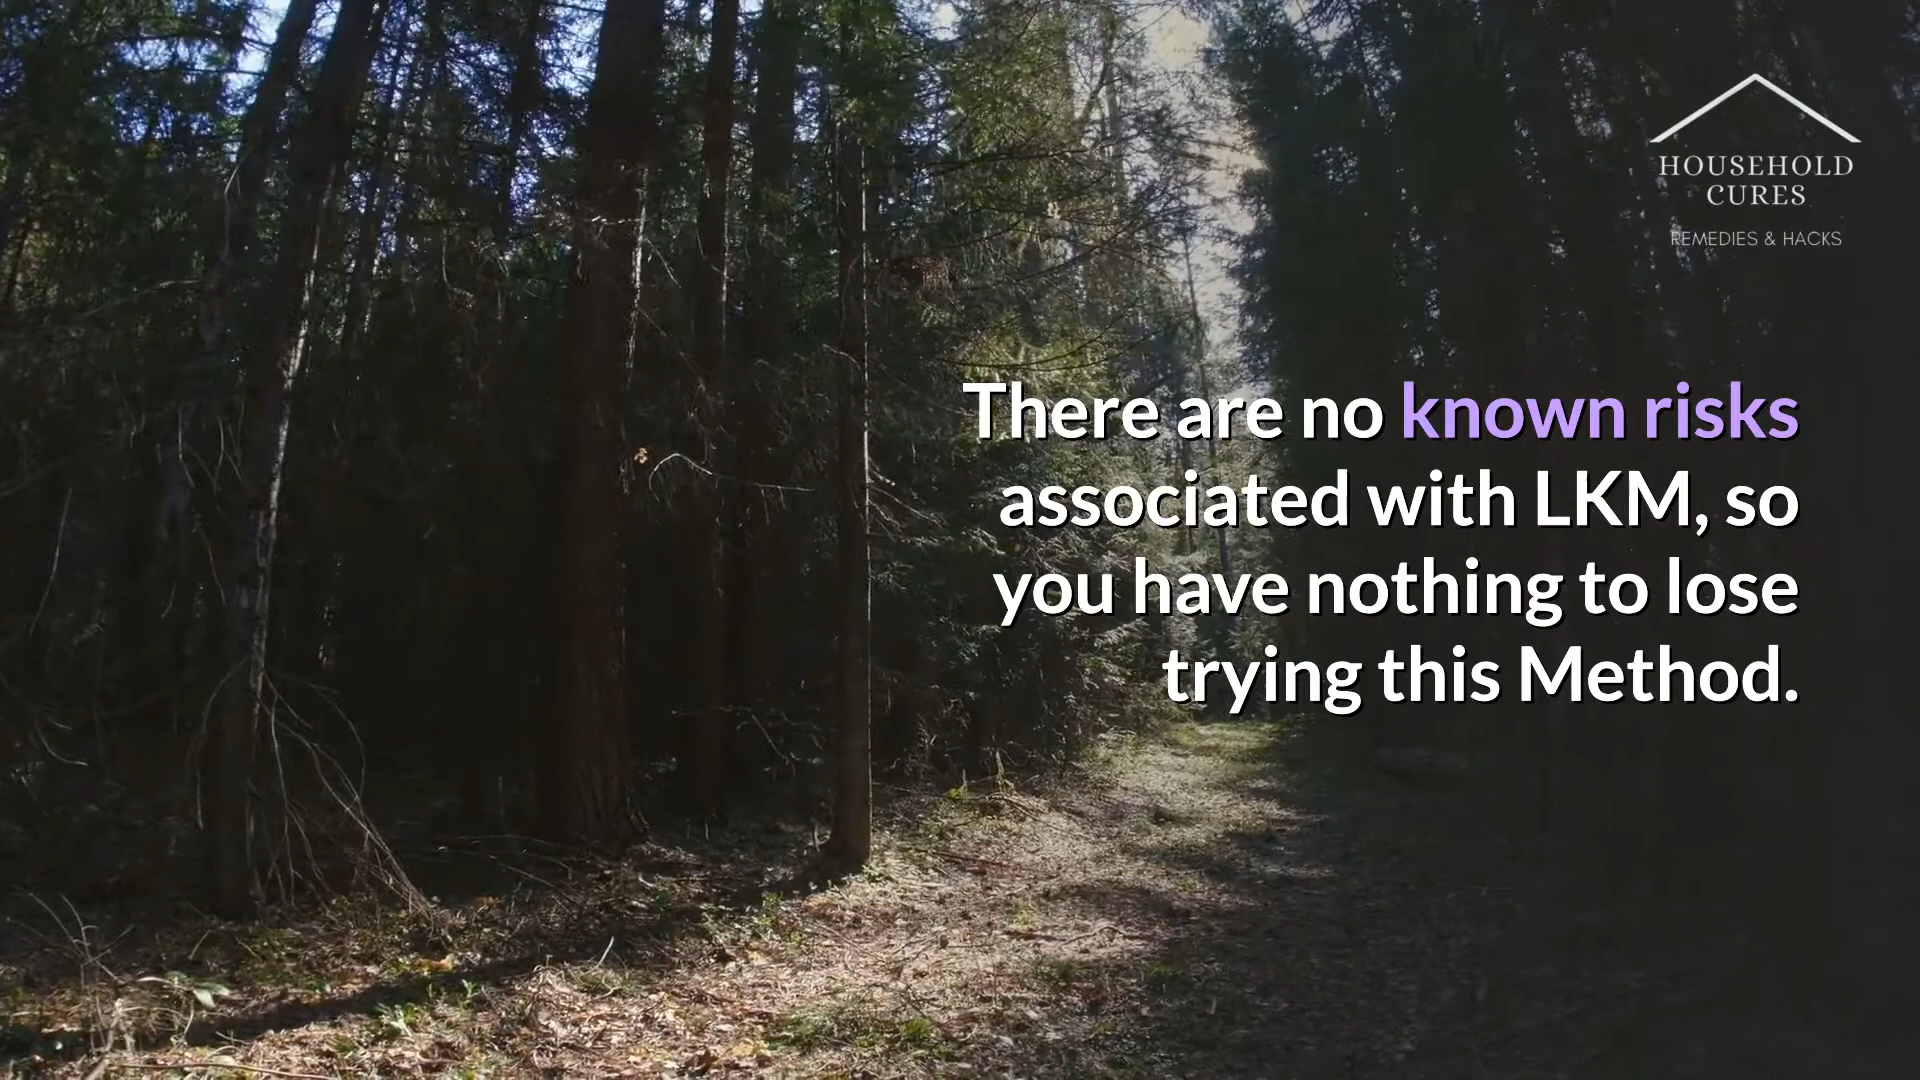 HOUSEHOLD
CURES
REMEDIES & HACKS
There are no known risks
associated with LKM, so
you have nothing to lose
trying this Method.